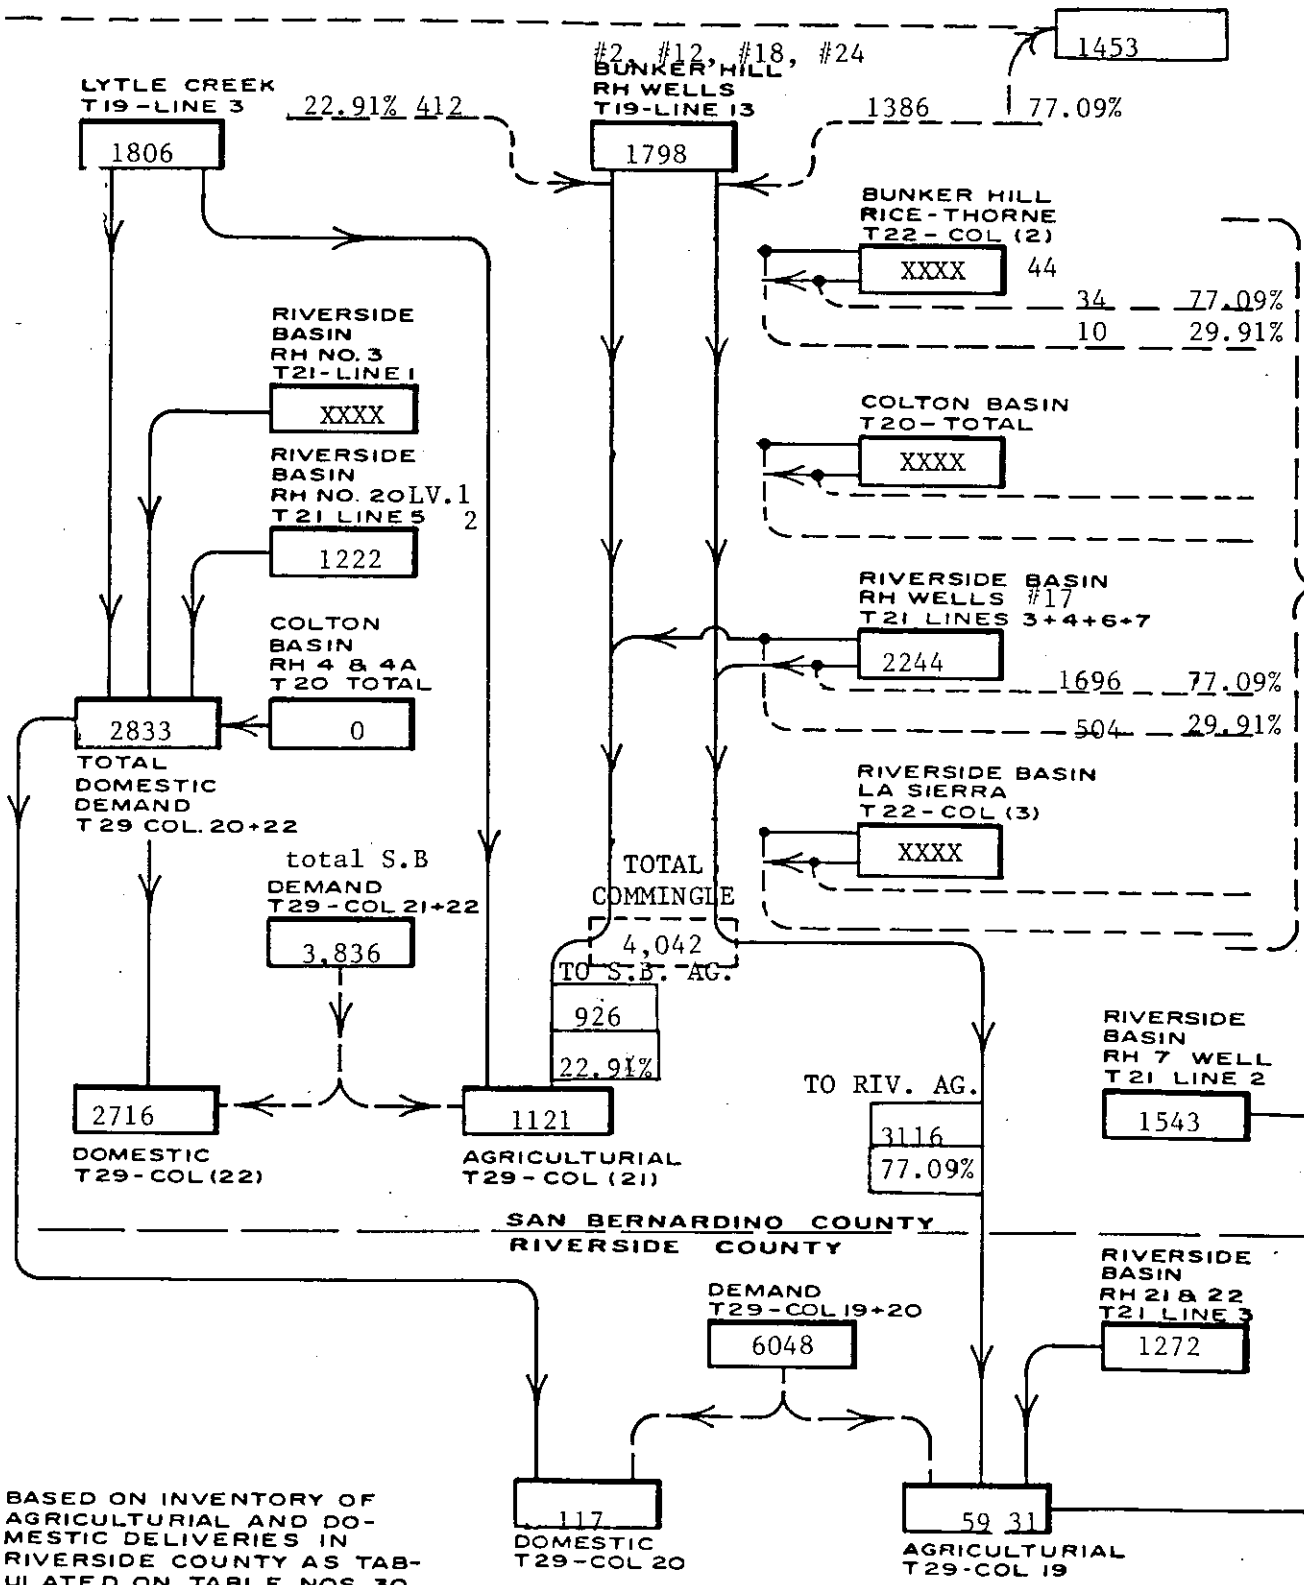 1453
#2, #12, #18, #24
BUNKER HILL
RH WELLS
T19-LINE 13
1798
LYTLE CREEK
T19-LINE 3
1806
22.91% 412
1386 77.09%
BUNKER HILL
RICE-THORNE
T22-COL (2)
XXXX 44
34 77.09%
10 29.91%
RIVERSIDE
BASIN
RH NO. 3
T21-LINE 1
XXXX
COLTON BASIN
T20-TOTAL
XXXX
RIVERSIDE
BASIN
RH NO. 20 LV.1
T21 LINE 5 2
1222
RIVERSIDE BASIN
RH WELLS #17
T21 LINES 3+4+6+7
2244
1696 77.09%
504 29.91%
COLTON
BASIN
RH 4 & 4A
T20 TOTAL
0
2833
TOTAL
DOMESTIC
DEMAND
T29 COL. 20+22
RIVERSIDE BASIN
LA SIERRA
T22-COL (3)
XXXX
total S.B
DEMAND
T29-COL 21+22
3,836
TOTAL
COMMINGLE
4,042
TO S.B. AG.
926
22.91%
2716
DOMESTIC
T29-COL (22)
1121
AGRICULTURIAL
T29-COL (21)
TO RIV. AG.
3116
77.09%
RIVERSIDE
BASIN
RH 7 WELL
T21 LINE 2
1543
SAN BERNARDINO COUNTY
RIVERSIDE COUNTY
DEMAND
T29-COL 19+20
6048
RIVERSIDE
BASIN
RH 21 & 22
T21 LINE 3
1272
117
DOMESTIC
T29-COL 20
59 31
AGRICULTURIAL
T29-COL 19
BASED ON INVENTORY OF
AGRICULTURIAL AND DO-
MESTIC DELIVERIES IN
RIVERSIDE COUNTY AS TAB-
ULATED ON TABLE NOS. 30